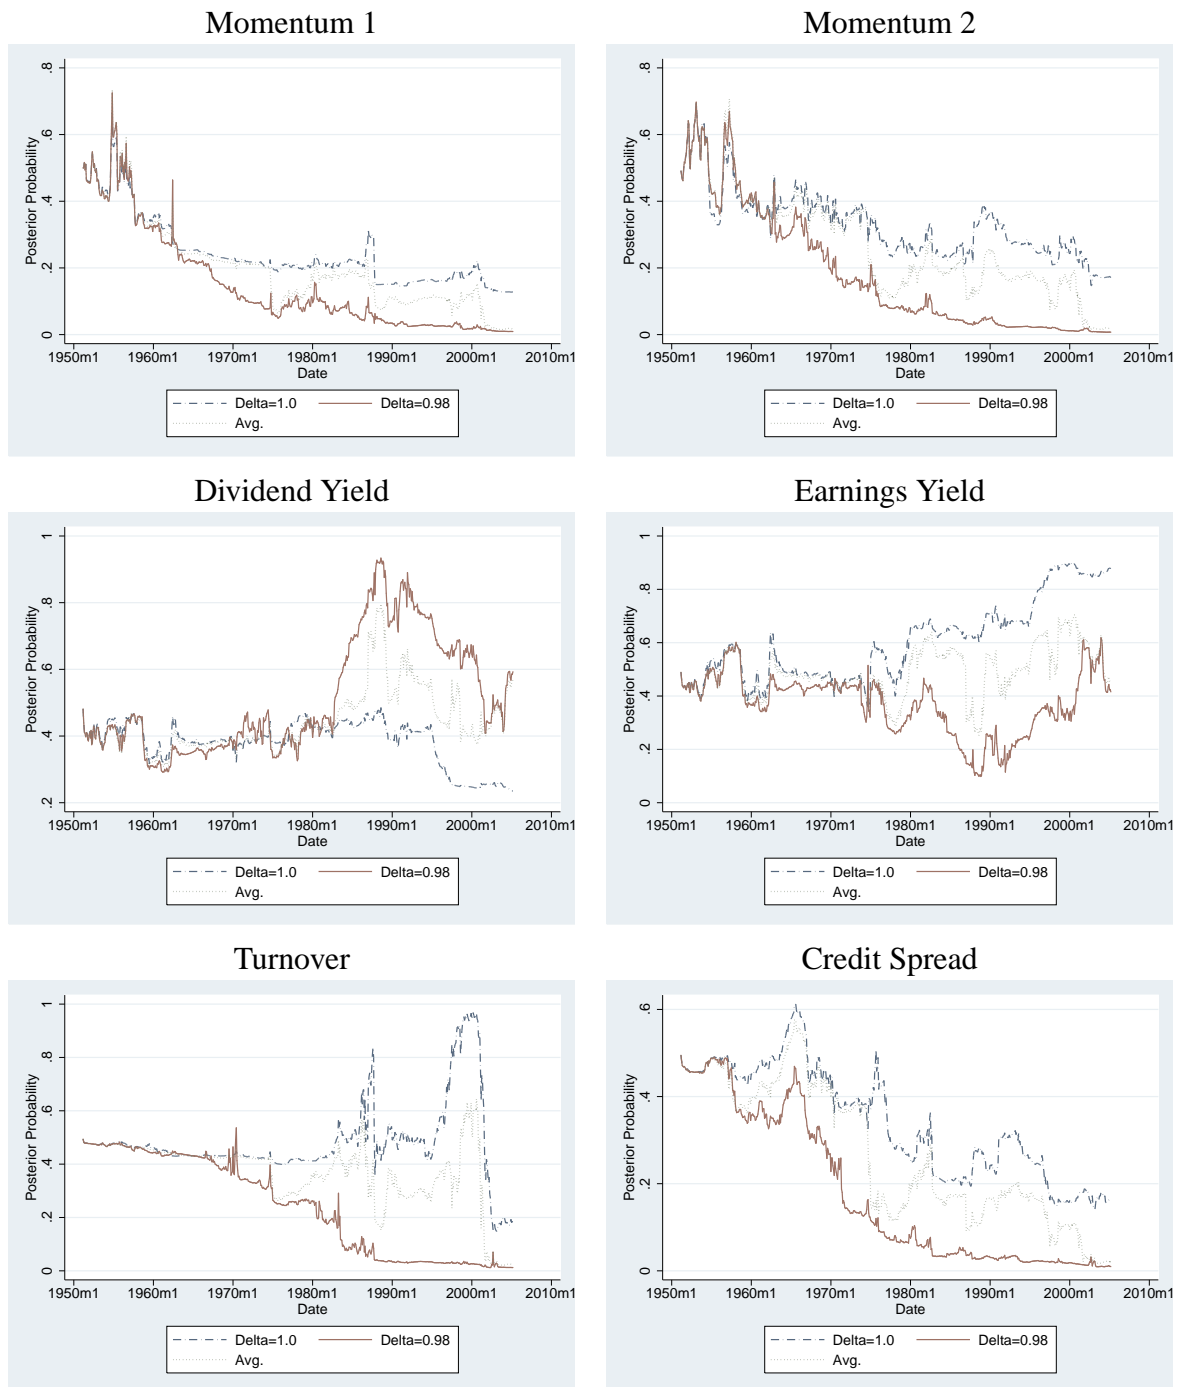 Momentum 1
Posterior Probability
.8
.6
.4
.2
0
1950m1 1960m1 1970m1 1980m1 1990m1 2000m1 2010m1
Date
Delta=1.0 Delta=0.98
Avg.
Momentum 2
Posterior Probability
.8
.6
.4
.2
0
1950m1 1960m1 1970m1 1980m1 1990m1 2000m1 2010m1
Date
Delta=1.0 Delta=0.98
Avg.
Dividend Yield
Posterior Probability
1
.8
.6
.4
.2
1950m1 1960m1 1970m1 1980m1 1990m1 2000m1 2010m1
Date
Delta=1.0 Delta=0.98
Avg.
Earnings Yield
Posterior Probability
1
.8
.6
.4
.2
0
1950m1 1960m1 1970m1 1980m1 1990m1 2000m1 2010m1
Date
Delta=1.0 Delta=0.98
Avg.
Turnover
Posterior Probability
1
.8
.6
.4
.2
0
1950m1 1960m1 1970m1 1980m1 1990m1 2000m1 2010m1
Date
Delta=1.0 Delta=0.98
Avg.
Credit Spread
Posterior Probability
.6
.4
.2
0
1950m1 1960m1 1970m1 1980m1 1990m1 2000m1 2010m1
Date
Delta=1.0 Delta=0.98
Avg.